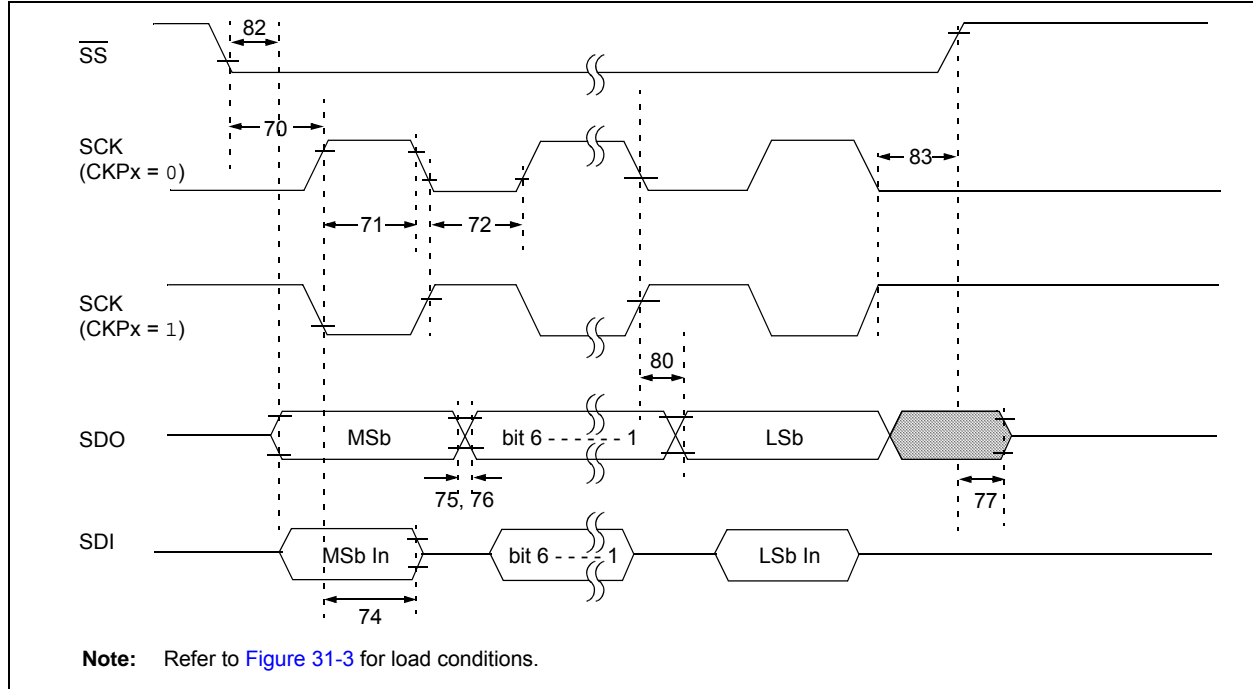 82
SS
70
SCK
(CKPx = 0)
83
71
72
SCK
(CKPx = 1)
80
SDO
MSb
bit 6 - - - - - - 1
LSb
75, 76
77
SDI
MSb In
bit 6 - - - - 1
LSb In
74
Note: Refer to Figure 31-3 for load conditions.